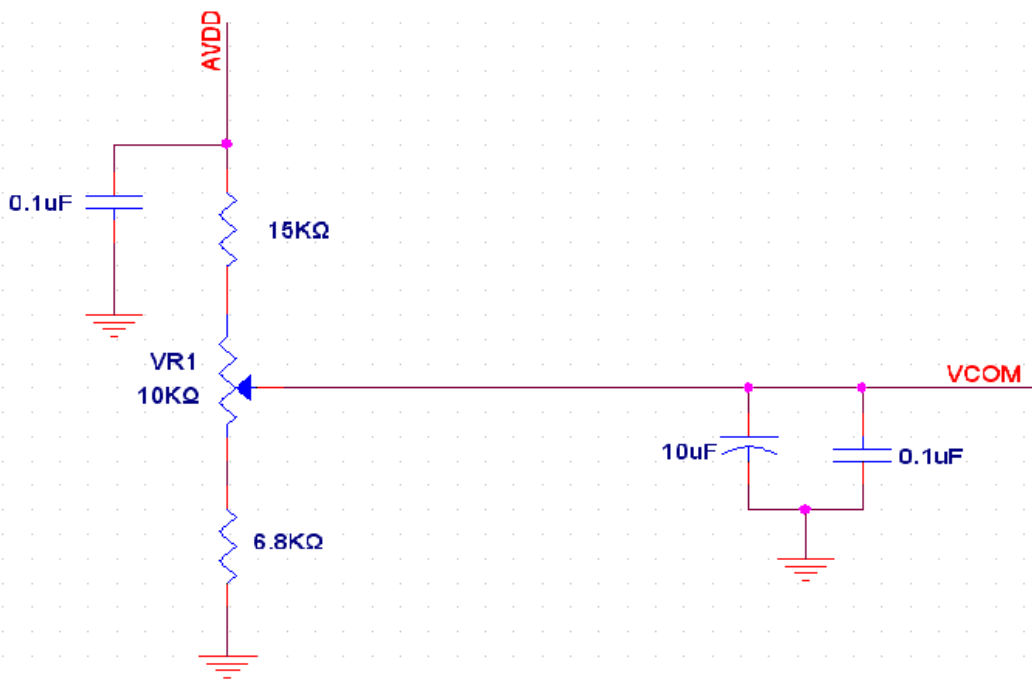 AVDD
0.1uF
15KΩ
VR1
10KΩ
VCOM
10uF
0.1uF
6.8KΩ